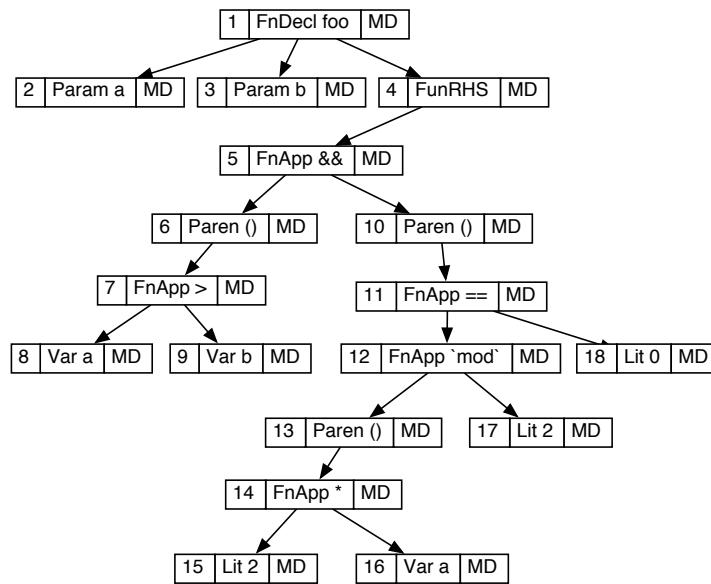 1 FnDecl foo MD
2 Param a MD 3 Param b MD 4 FunRHS MD
5 FnApp && MD
6 Paren () MD 10 Paren () MD
7 FnApp > MD 11 FnApp == MD
8 Var a MD 9 Var b MD 12 FnApp `mod` MD 18 Lit 0 MD
13 Paren () MD 17 Lit 2 MD
14 FnApp * MD
15 Lit 2 MD 16 Var a MD